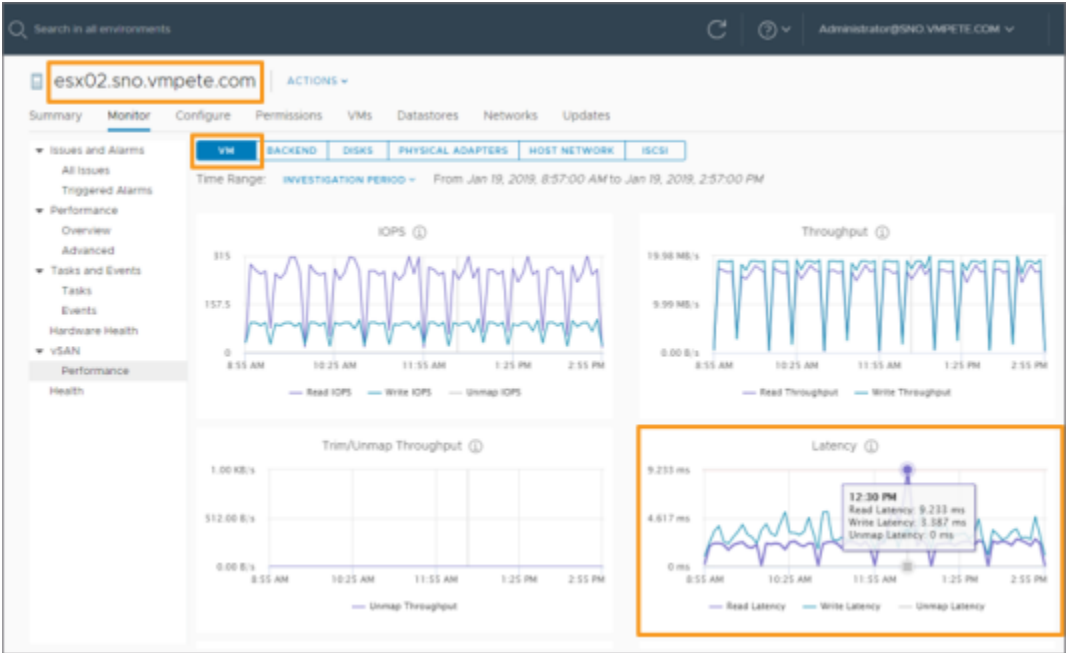 Search in all environments
Administrator@SNO.VMPETE.COM
esx02.sno.vmpete.com
ACTIONS
Summary Monitor Configure Permissions VMs Datastores Networks Updates
Issues and Alarms
All Issues
Triggered Alarms
Performance
Overview
Advanced
Tasks and Events
Tasks
Events
Hardware Health
vSAN
Performance
Health
VM BACKEND DISKS PHYSICAL ADAPTERS HOST NETWORK ISCSI
Time Range: INVESTIGATION PERIOD From Jan 19, 2019, 8:57:00 AM to Jan 19, 2019, 2:57:00 PM
IOPS
315
157.5
0
8:55 AM 10:25 AM 11:55 AM 1:25 PM 2:55 PM
Read IOPS Write IOPS Unmap IOPS
Throughput
19.98 MB/s
9.99 MB/s
0.00 B/s
8:55 AM 10:25 AM 11:55 AM 1:25 PM 2:55 PM
Read Throughput Write Throughput
Trim/Unmap Throughput
1.00 KB/s
512.00 B/s
0.00 B/s
8:55 AM 10:25 AM 11:55 AM 1:25 PM 2:55 PM
Unmap Throughput
Latency
9.233 ms
4.617 ms
0 ms
12:30 PM
Read Latency: 9.233 ms
Write Latency: 3.387 ms
Unmap Latency: 0 ms
8:55 AM 10:25 AM 11:55 AM 1:25 PM 2:55 PM
Read Latency Write Latency Unmap Latency